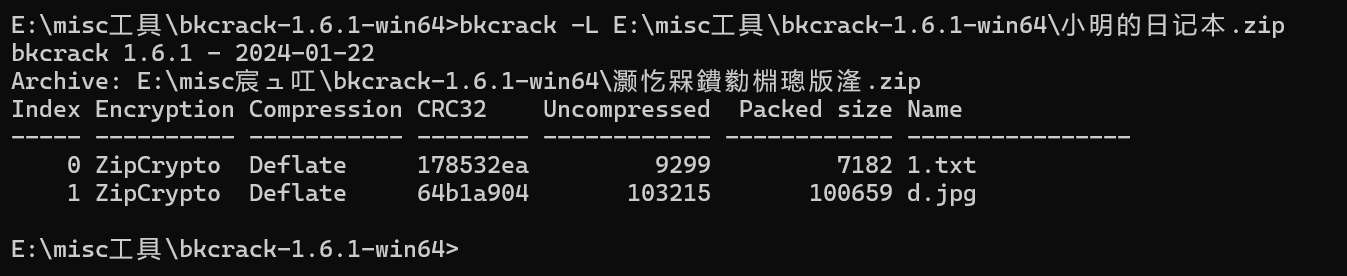 E:\misc工具\bkcrack-1.6.1-win64>bkcrack -L E:\misc工具\bkcrack-1.6.1-win64\小明的日记本.zip
bkcrack 1.6.1 - 2024-01-22
Archive: E:\misc宸ュ叿\bkcrack-1.6.1-win64\灏忔槑鐨勬棩璁版湰.zip
Index Encryption Compression CRC32    Uncompressed  Packed size Name
----- ---------- ----------- -------- ------------ ------------ ----------------
    0 ZipCrypto  Deflate     178532ea         9299         7182 1.txt
    1 ZipCrypto  Deflate     64b1a904       103215       100659 d.jpg
E:\misc工具\bkcrack-1.6.1-win64>